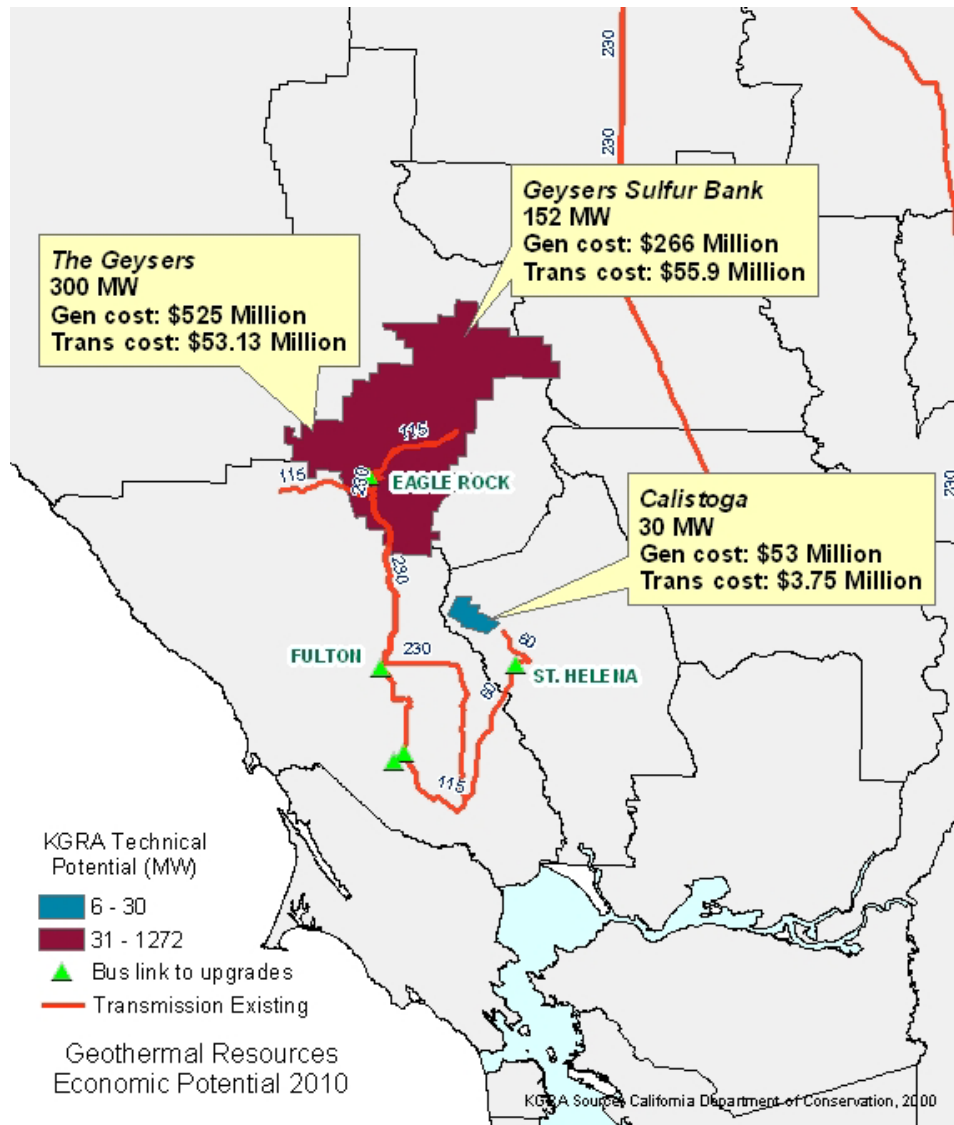 230
230
Geysers Sulfur Bank
152 MW
Gen cost: $266 Million
Trans cost: $55.9 Million
The Geysers
300 MW
Gen cost: $525 Million
Trans cost: $53.13 Million
115
115
230
EAGLE ROCK
230
Calistoga
30 MW
Gen cost: $53 Million
Trans cost: $3.75 Million
230
FULTON
230
60
ST. HELENA
60
115
KGRA Technical
Potential (MW)
6 - 30
31 - 1272
Bus link to upgrades
Transmission Existing
Geothermal Resources
Economic Potential 2010
KGRA Source: California Department of Conservation, 2000